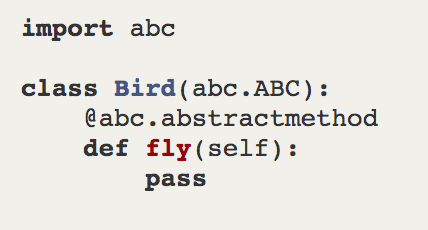 import abc
class Bird(abc.ABC):
    @abc.abstractmethod
    def fly(self):
        pass